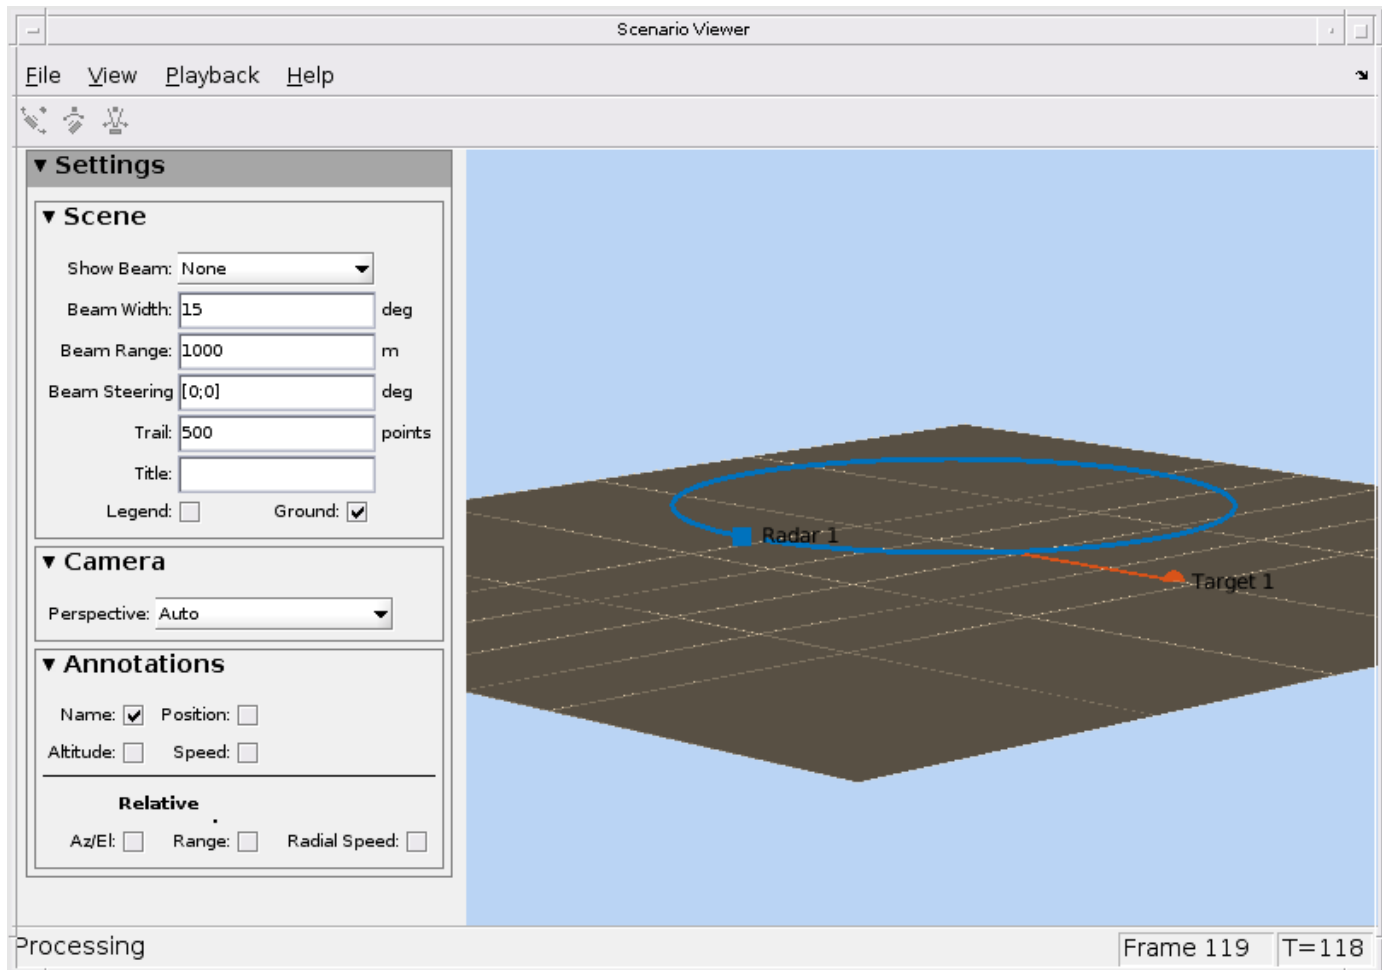 Scenario Viewer
File View Playback Help
Settings
Scene
Show Beam: None
Beam Width: 15 deg
Beam Range: 1000 m
Beam Steering [0;0] deg
Trail: 500 points
Title:
Legend: Ground:
Camera
Perspective: Auto
Annotations
Name: Position:
Altitude: Speed:
Relative
Az/El: Range: Radial Speed:
Radar 1
Target 1
Processing
Frame 119 T=118